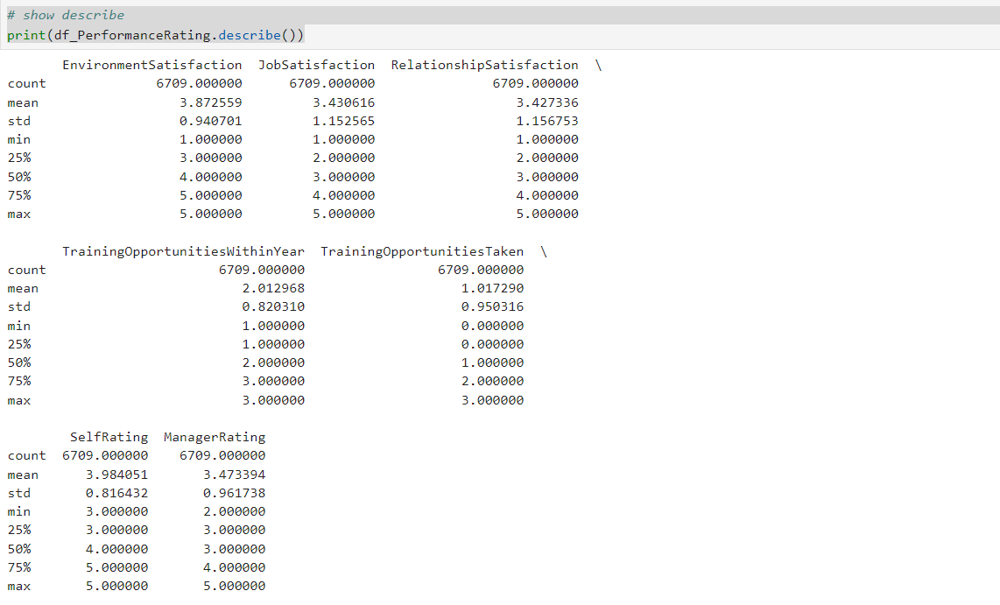 # show describe
print(df_PerformanceRating.describe())
       EnvironmentSatisfaction  JobSatisfaction  RelationshipSatisfaction  \
count              6709.000000      6709.000000               6709.000000
mean                  3.872559         3.430616                  3.427336
std                   0.940701         1.152565                  1.156753
min                   1.000000         1.000000                  1.000000
25%                   3.000000         2.000000                  2.000000
50%                   4.000000         3.000000                  3.000000
75%                   5.000000         4.000000                  4.000000
max                   5.000000         5.000000                  5.000000
       TrainingOpportunitiesWithinYear  TrainingOpportunitiesTaken  \
count                      6709.000000                 6709.000000
mean                          2.012968                    1.017290
std                           0.820310                    0.950316
min                           1.000000                    0.000000
25%                           1.000000                    0.000000
50%                           2.000000                    1.000000
75%                           3.000000                    2.000000
max                           3.000000                    3.000000
        SelfRating  ManagerRating
count  6709.000000    6709.000000
mean      3.984051       3.473394
std       0.816432       0.961738
min       3.000000       2.000000
25%       3.000000       3.000000
50%       4.000000       3.000000
75%       5.000000       4.000000
max       5.000000       5.000000